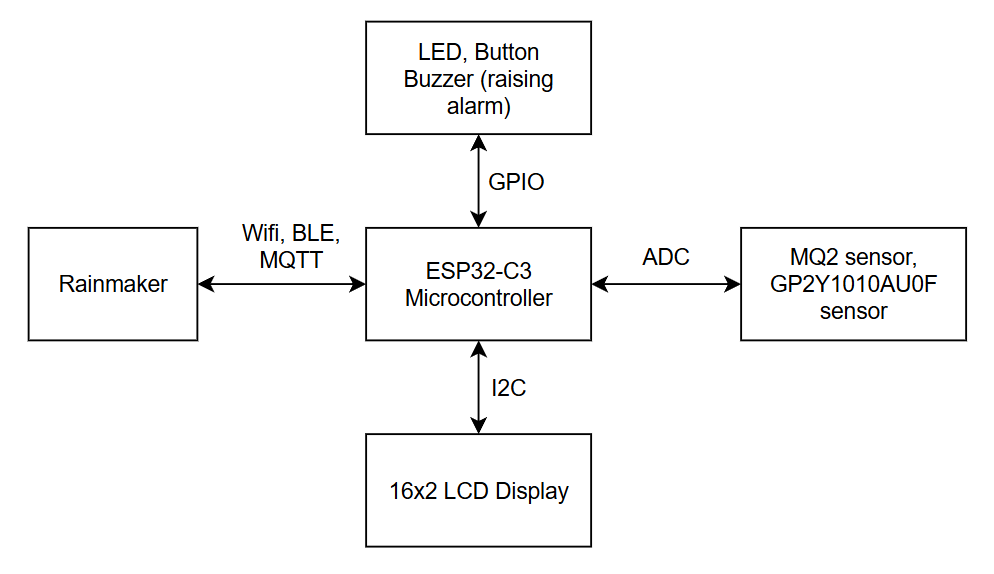 LED, Button
Buzzer (raising
alarm)
GPIO
Wifi, BLE,
MQTT
Rainmaker
ESP32-C3
Microcontroller
ADC
MQ2 sensor,
GP2Y1010AU0F
sensor
I2C
16x2 LCD Display